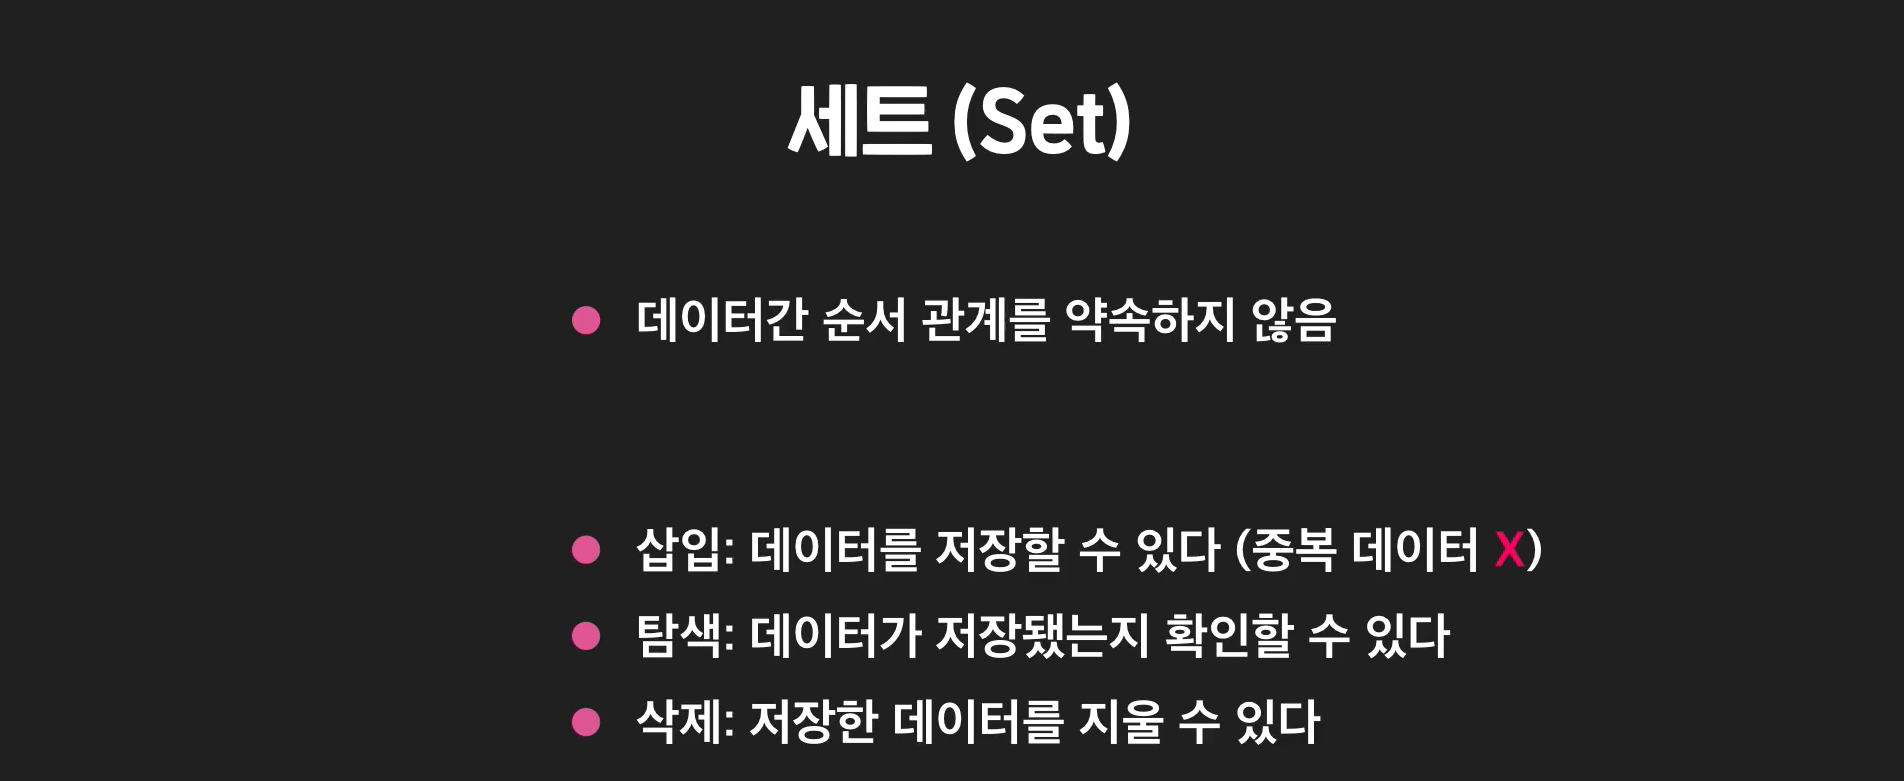 세트 (Set)
데이터간 순서 관계를 약속하지 않음
삽입: 데이터를 저장할 수 있다 (중복 데이터 X)
탐색: 데이터가 저장됐는지 확인할 수 있다
삭제: 저장한 데이터를 지울 수 있다